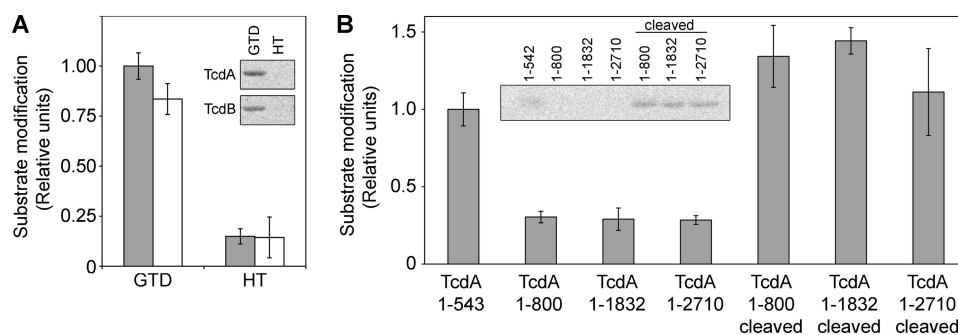 A
Substrate modification
(Relative units)
1.00
0.75
0.50
0.25
0
GTD
HT
GTD
HT
TcdA
TcdB
B
Substrate modification
(Relative units)
1.5
1.0
0.5
0
cleaved
1-542
1-800
1-1832
1-2710
1-800
1-1832
1-2710
TcdA
1-543
TcdA
1-800
TcdA
1-1832
TcdA
1-2710
TcdA
1-800
cleaved
TcdA
1-1832
cleaved
TcdA
1-2710
cleaved